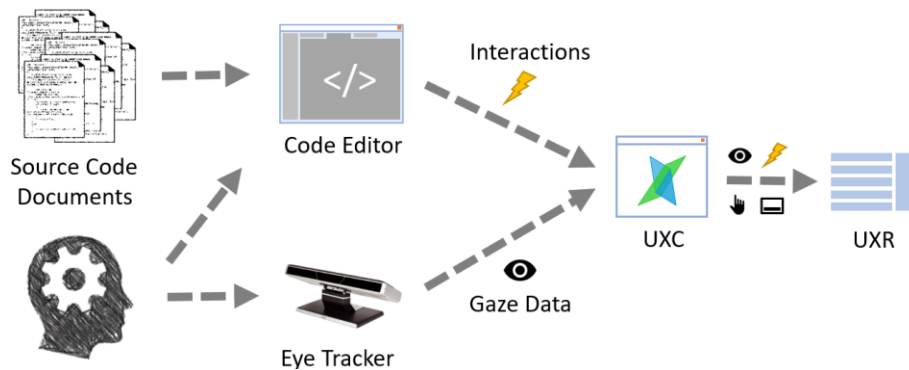 Interactions
</>
Code Editor
Source Code
Documents
UXC
UXR
Gaze Data
Eye Tracker